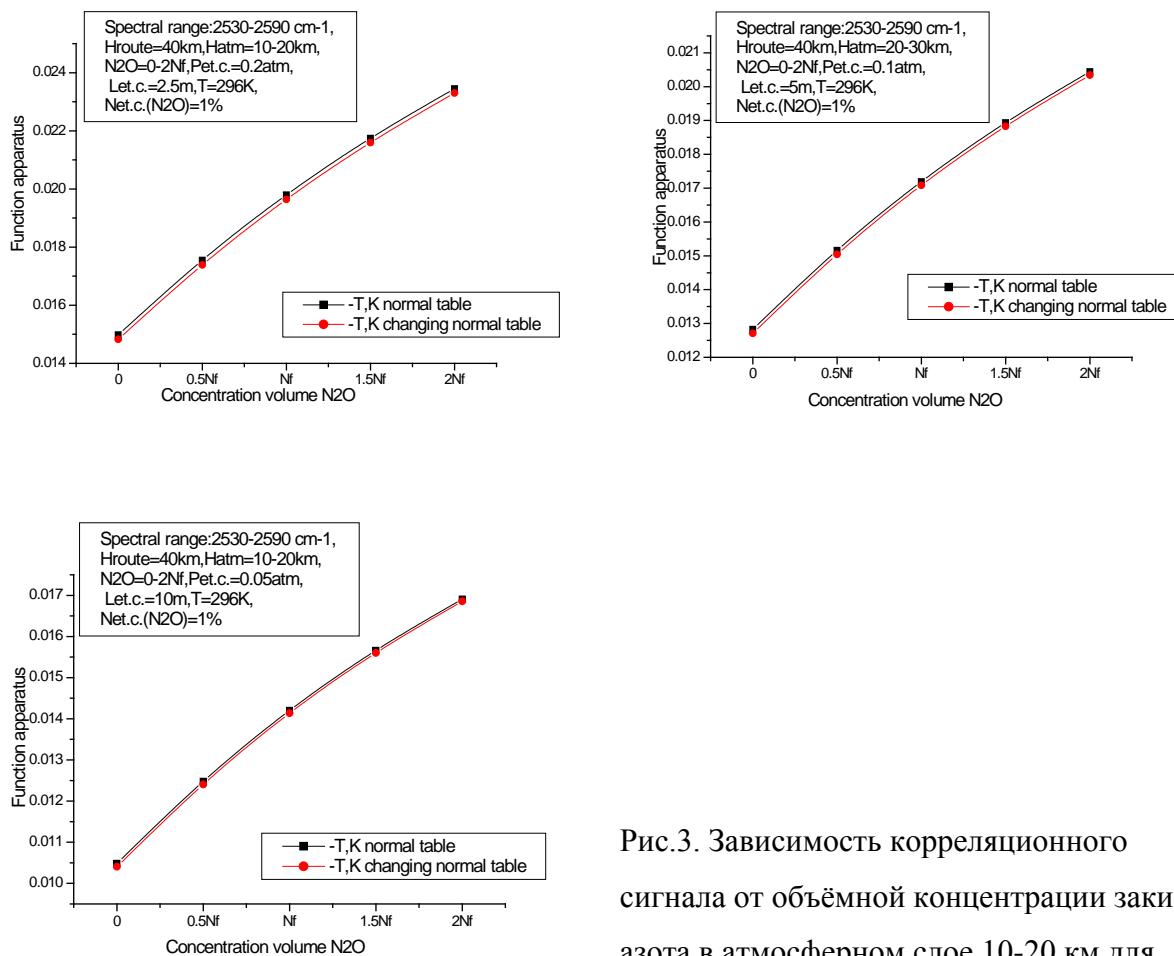 Spectral range:2530-2590 cm-1,
Hroute=40km,Hatm=10-20km,
N2O=0-2Nf,Pet.c.=0.2atm,
Let.c.=2.5m,T=296K,
Net.c.(N2O)=1%
0.024
0.022
0.020
0.018
0.016
0.014
Function apparatus
-T,K normal table
-T,K changing normal table
0 0.5Nf Nf 1.5Nf 2Nf
Concentration volume N2O
Spectral range:2530-2590 cm-1,
Hroute=40km,Hatm=20-30km,
N2O=0-2Nf,Pet.c.=0.1atm,
Let.c.=5m,T=296K,
Net.c.(N2O)=1%
0.021
0.020
0.019
0.018
0.017
0.016
0.015
0.014
0.013
0.012
Function apparatus
-T,K normal table
-T,K changing normal table
0 0.5Nf Nf 1.5Nf 2Nf
Concentration volume N2O
Spectral range:2530-2590 cm-1,
Hroute=40km,Hatm=10-20km,
N2O=0-2Nf,Pet.c.=0.05atm,
Let.c.=10m,T=296K,
Net.c.(N2O)=1%
0.017
0.016
0.015
0.014
0.013
0.012
0.011
0.010
Function apparatus
-T,K normal table
-T,K changing normal table
0 0.5Nf Nf 1.5Nf 2Nf
Concentration volume N2O
Рис.3. Зависимость корреляционного
сигнала от объёмной концентрации заки
азота в атмосферном слое 10-20 км для